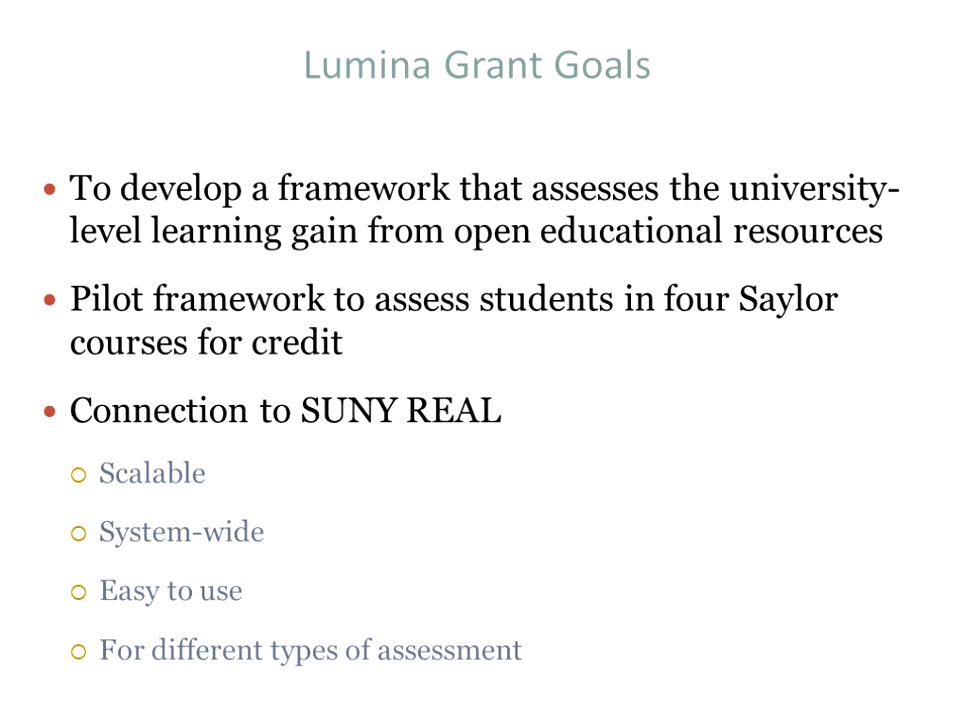 Lumina Grant Goals
To develop a framework that assesses the university-
level learning gain from open educational resources
Pilot framework to assess students in four Saylor
courses for credit
Connection to SUNY REAL
Scalable
System-wide
Easy to use
For different types of assessment